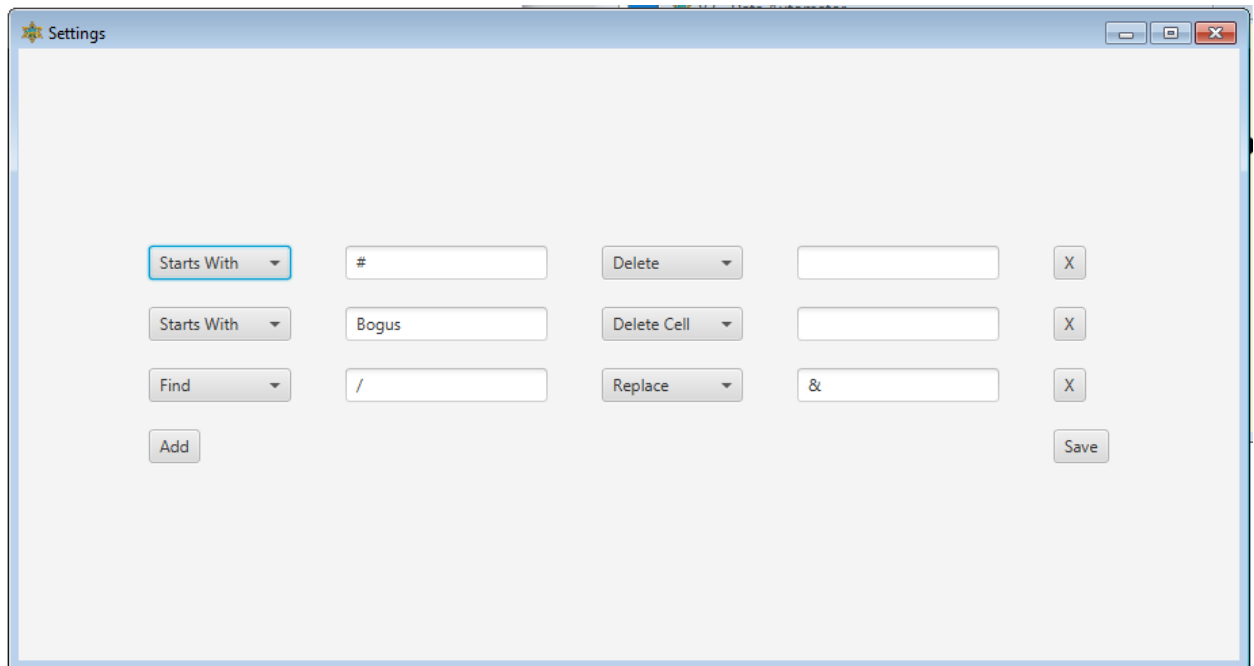 Settings
Starts With # Delete X
Starts With Bogus Delete Cell X
Find / Replace & X
Add Save